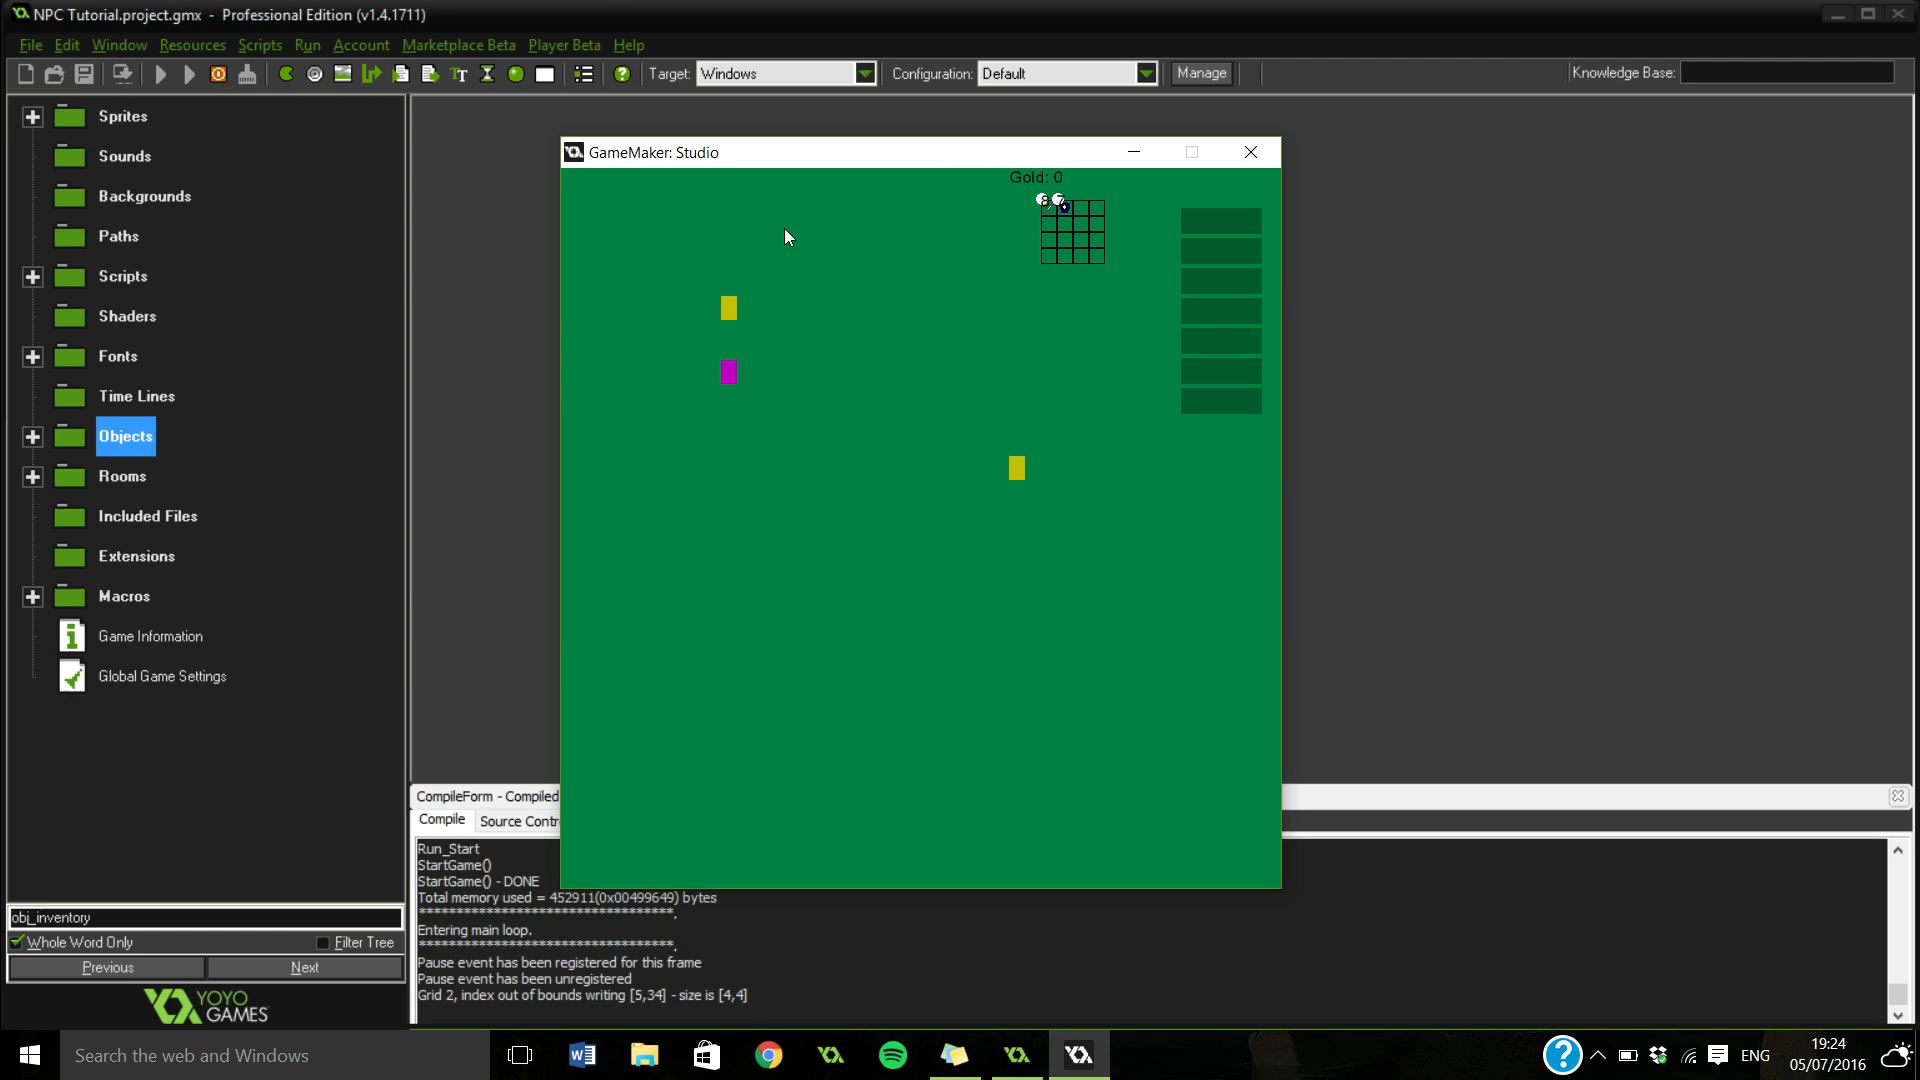 NPC Tutorial.project.gmx - Professional Edition (v1.4.1711)
File Edit Window Resources Scripts Run Account Marketplace Beta Player Beta Help
Target: Windows Configuration: Default Manage Knowledge Base:
Sprites
Sounds
Backgrounds
Paths
Scripts
Shaders
Fonts
Time Lines
Objects
Rooms
Included Files
Extensions
Macros
Game Information
Global Game Settings
obj_inventory
Whole Word Only Filter Tree
Previous Next
YOYO
GAMES
GameMaker: Studio
Gold: 0
CompileForm - Compiled
Compile Source Contr
Run_Start
StartGame()
StartGame() - DONE
Total memory used = 452911(0x00499649) bytes
***********************************.
Entering main loop.
***********************************.
Pause event has been registered for this frame
Pause event has been unregistered
Grid 2, index out of bounds writing [5,34] - size is [4,4]
Search the web and Windows
ENG
19:24
05/07/2016